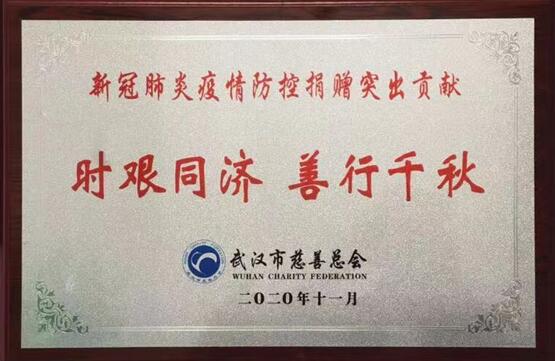 新冠肺炎疫情防控捐赠突出贡献
时艰同济 善行千秋
武汉市慈善总会
WUHAN CHARITY FEDERATION
二〇二〇年十一月